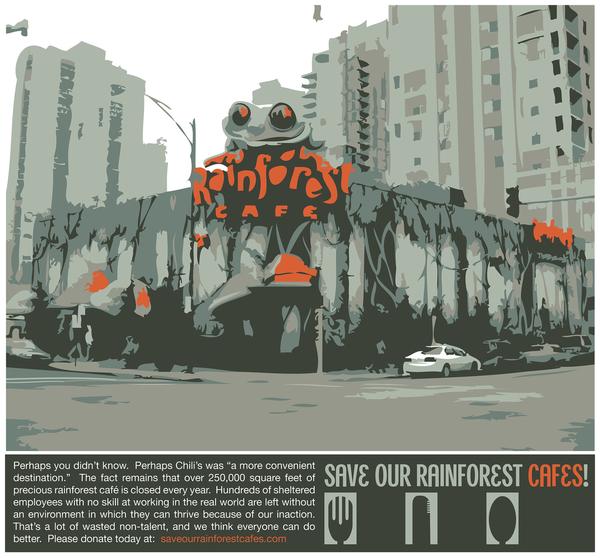 Rainforest
CAFE
Perhaps you didn't know. Perhaps Chili's was "a more convenient
destination." The fact remains that over 250,000 square feet of
precious rainforest café is closed every year. Hundreds of sheltered
employees with no skill at working in the real world are left without
an environment in which they can thrive because of our inaction.
That's a lot of wasted non-talent, and we think everyone can do
better. Please donate today at: saveourrainforestcafes.com
SAVE OUR RAINFOREST CAFES!